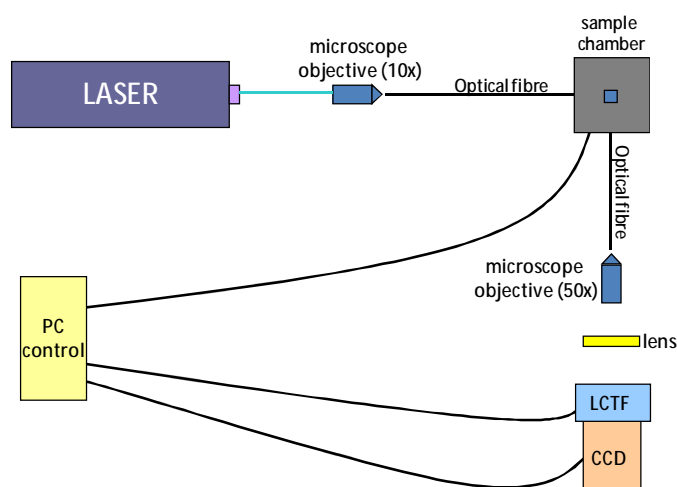 sample
chamber
microscope
objective (10x)
LASER
Optical fibre
Optical fibre
microscope
objective (50x)
PC
control
lens
LCTF
CCD